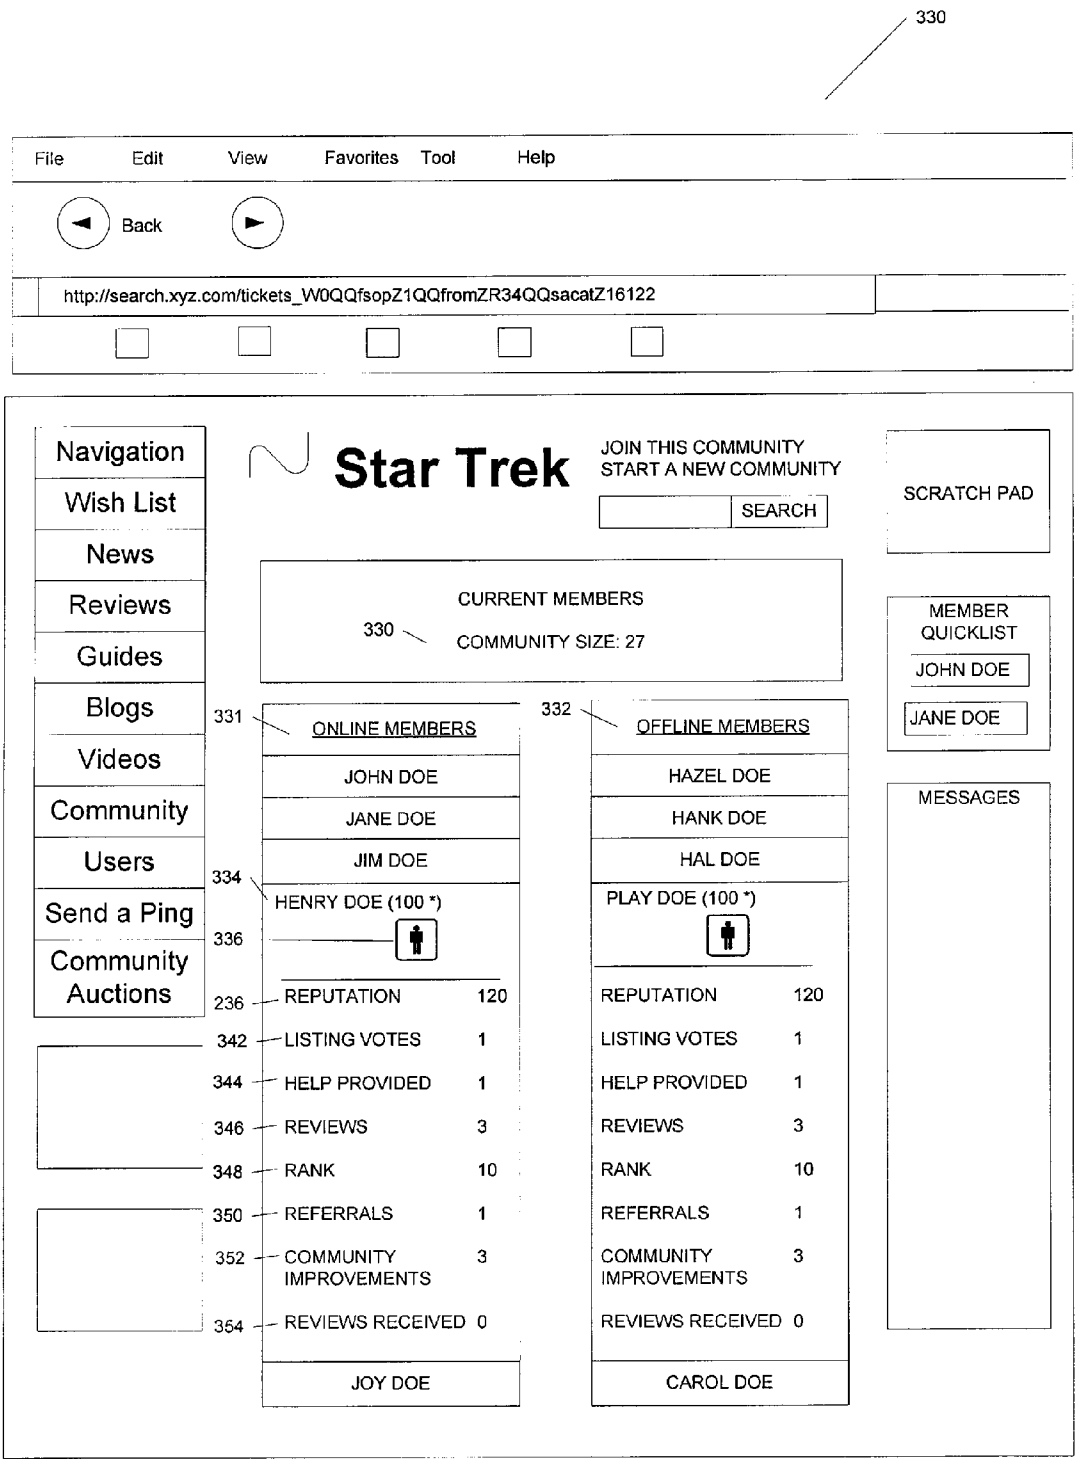 330
File Edit View Favorites Tool Help
Back
http://search.xyz.com/tickets_W0QQfsopZ1QQfromZR34QQsacatZ16122
Navigation
Wish List
News
Reviews
Guides
Blogs
Videos
Community
Users
Send a Ping
Community
Auctions
Star Trek
JOIN THIS COMMUNITY
START A NEW COMMUNITY
SEARCH
CURRENT MEMBERS
330
COMMUNITY SIZE: 27
331
ONLINE MEMBERS
JOHN DOE
JANE DOE
JIM DOE
334
HENRY DOE (100 *)
336
236 REPUTATION 120
342 LISTING VOTES 1
344 HELP PROVIDED 1
346 REVIEWS 3
348 RANK 10
350 REFERRALS 1
352 COMMUNITY 3
IMPROVEMENTS
354 REVIEWS RECEIVED 0
JOY DOE
332
OFFLINE MEMBERS
HAZEL DOE
HANK DOE
HAL DOE
PLAY DOE (100 *)
REPUTATION 120
LISTING VOTES 1
HELP PROVIDED 1
REVIEWS 3
RANK 10
REFERRALS 1
COMMUNITY 3
IMPROVEMENTS
REVIEWS RECEIVED 0
CAROL DOE
SCRATCH PAD
MEMBER
QUICKLIST
JOHN DOE
JANE DOE
MESSAGES